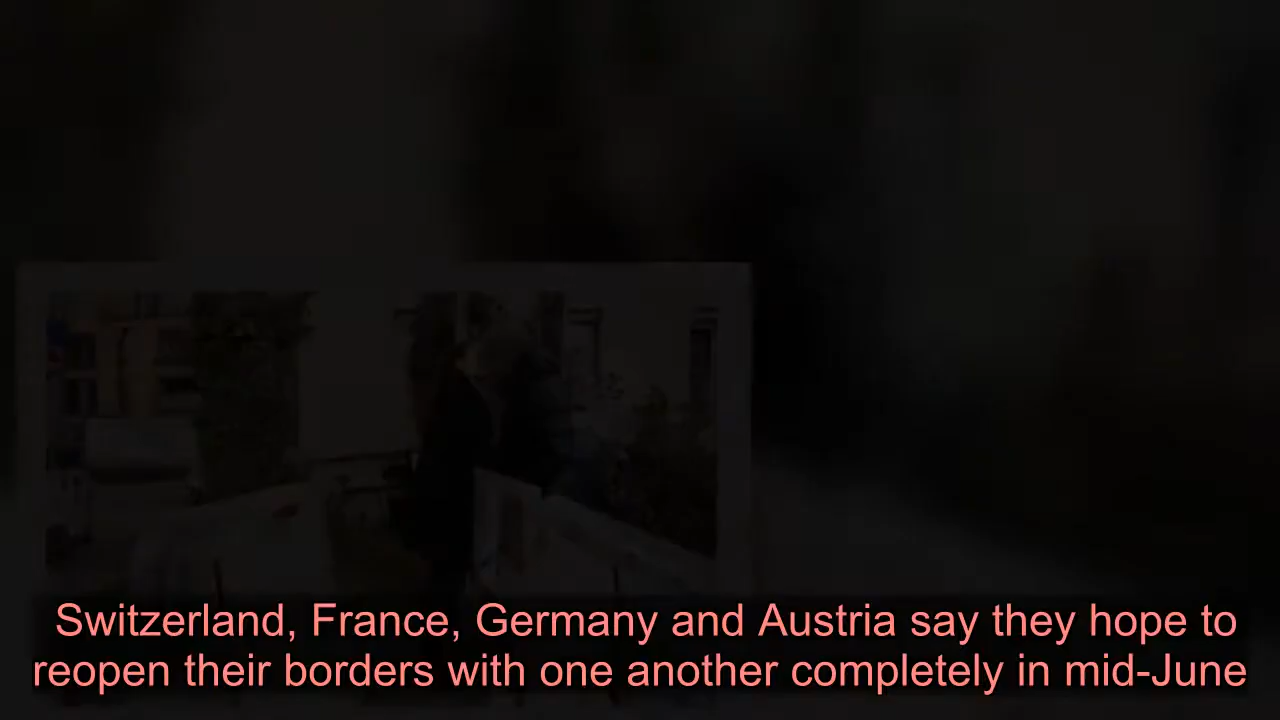 Switzerland, France, Germany and Austria say they hope to
reopen their borders with one another completely in mid-June